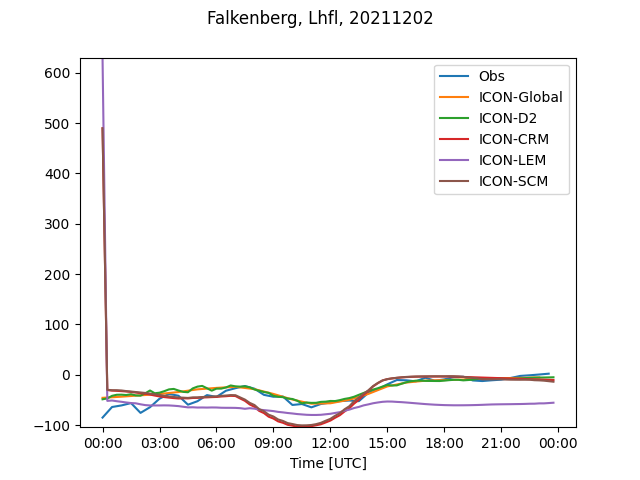 Falkenberg, Lhfl, 20211202
600
500
400
300
200
100
0
−100
Obs
ICON-Global
ICON-D2
ICON-CRM
ICON-LEM
ICON-SCM
00:00 03:00 06:00 09:00 12:00 15:00 18:00 21:00 00:00
Time [UTC]